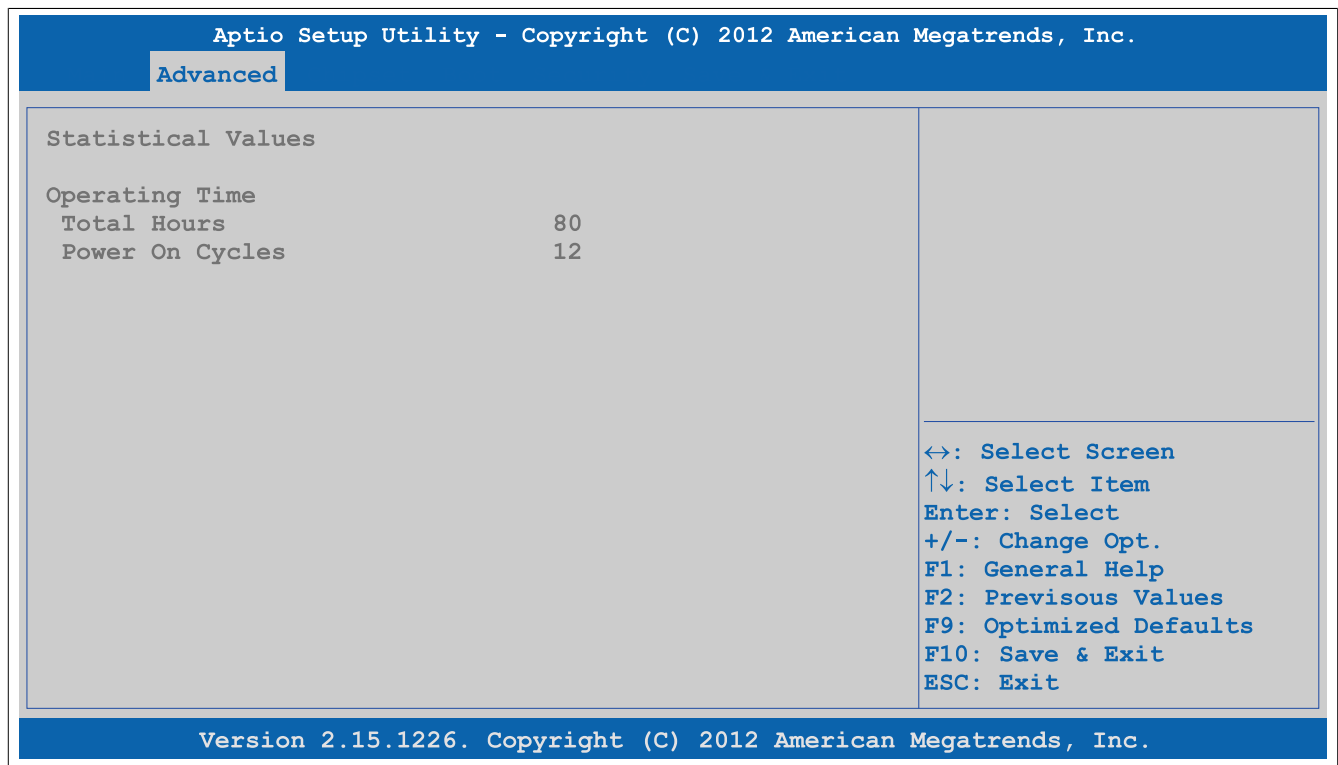 Aptio Setup Utility - Copyright (C) 2012 American Megatrends, Inc.
Advanced
Statistical Values
Operating Time
Total Hours 80
Power On Cycles 12
↔: Select Screen
↑↓: Select Item
Enter: Select
+/-: Change Opt.
F1: General Help
F2: Previsous Values
F9: Optimized Defaults
F10: Save & Exit
ESC: Exit
Version 2.15.1226. Copyright (C) 2012 American Megatrends, Inc.